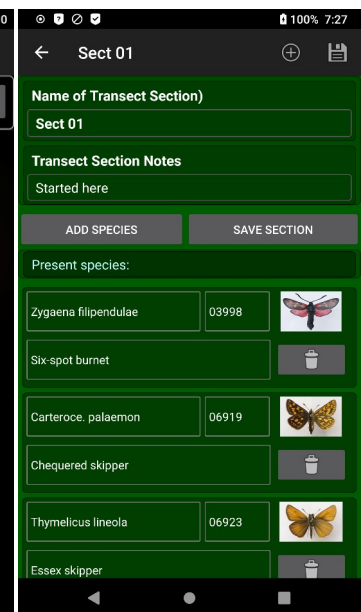 0
100% 7:27
Sect 01
Name of Transect Section)
Sect 01
Transect Section Notes
Started here
ADD SPECIES
SAVE SECTION
Present species:
Zygaena filipendulae
03998
Six-spot burnet
Carteroce. palaemon
06919
Chequered skipper
Thymelicus lineola
06923
Essex skipper